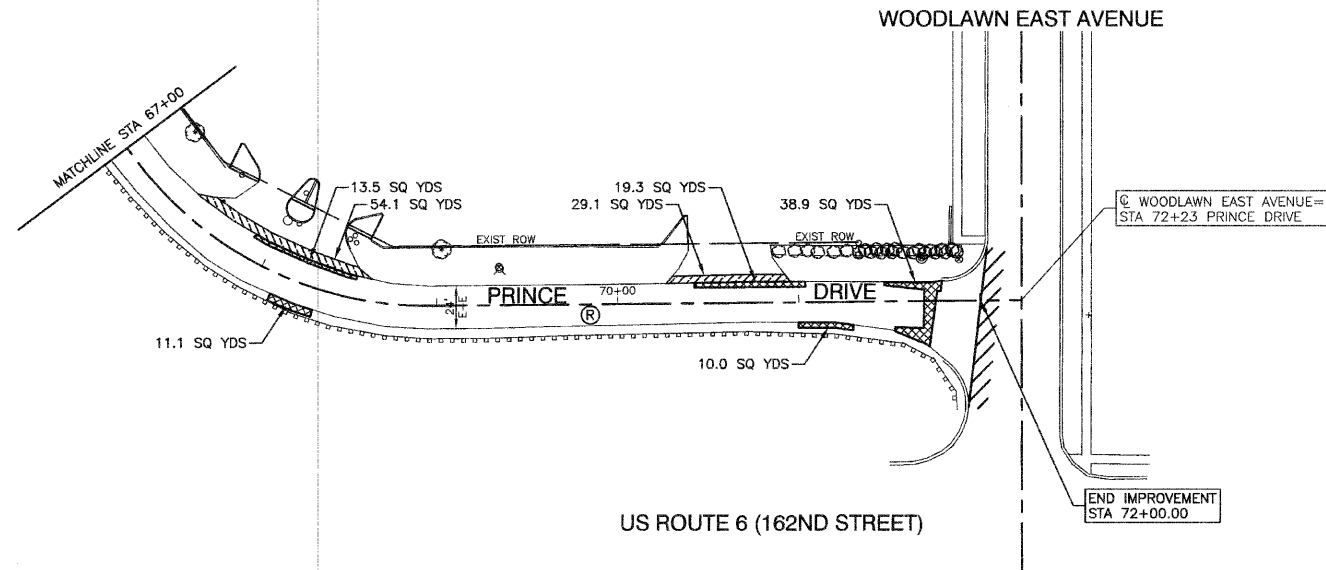 WOODLAWN EAST AVENUE
MATCHLINE STA 67+00
13.5 SQ YDS
54.1 SQ YDS
19.3 SQ YDS
29.1 SQ YDS
38.9 SQ YDS
℄ WOODLAWN EAST AVENUE=
STA 72+23 PRINCE DRIVE
EXIST ROW
EXIST ROW
PRINCE
70+00
DRIVE
24'
E-E
R
11.1 SQ YDS
10.0 SQ YDS
END IMPROVEMENT
STA 72+00.00
US ROUTE 6 (162ND STREET)